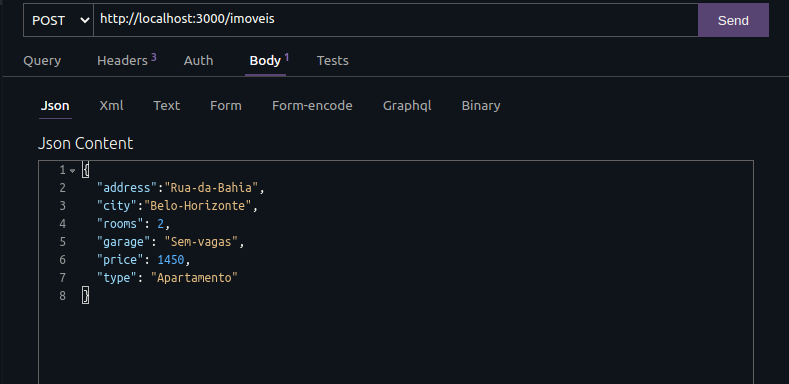 POST http://localhost:3000/imoveis Send
Query Headers 3 Auth Body 1 Tests
Json Xml Text Form Form-encode Graphql Binary
Json Content
1 {
2 "address":"Rua-da-Bahia",
3 "city":"Belo-Horizonte",
4 "rooms": 2,
5 "garage": "Sem-vagas",
6 "price": 1450,
7 "type": "Apartamento"
8 }